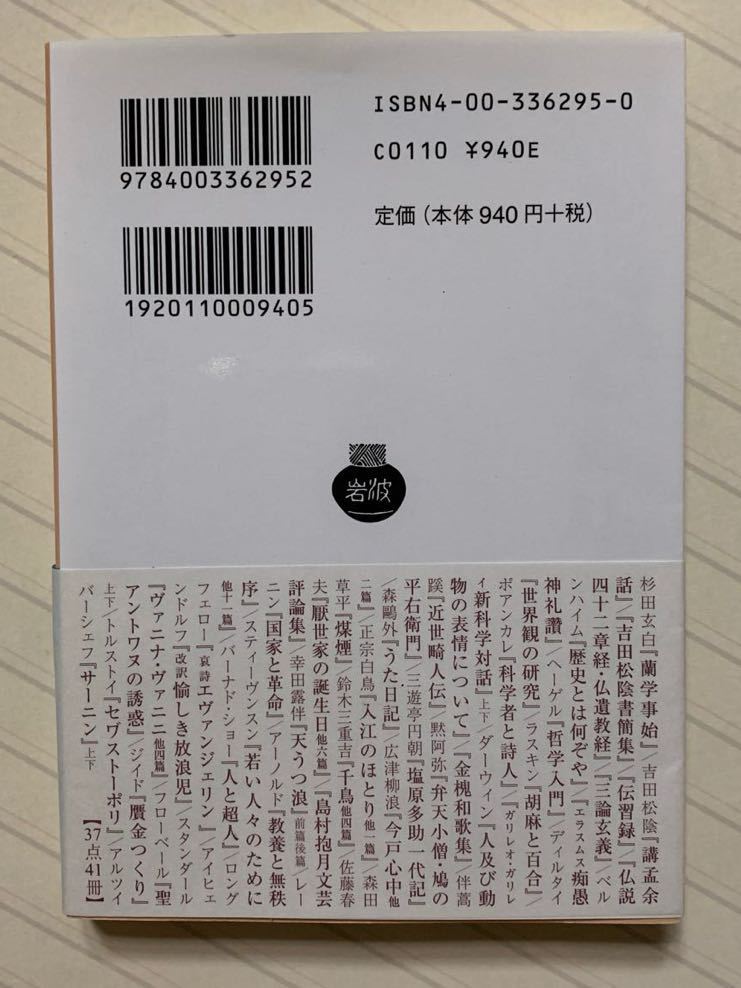 ISBN4-00-336295-0
C0110 ¥940E
9784003362952
定価（本体940円＋税）
1920110009405
岩波
杉田玄白『蘭学事始』／吉田松陰『講孟余
話』／『吉田松陰書簡集』／『伝習録』／『仏説
四十二章経・仏遺教経』／『三論玄義』／ベル
ンハイム『歴史とは何ぞや』／エラスムス『痴愚
神礼讃』／ヘーゲル『哲学入門』／ディルタイ
『世界観の研究』／ラスキン『胡麻と百合』／
ポアンカレ『科学者と詩人』／ガリレオ・ガリレ
イ『新科学対話』上下／ダーウィン『人及び動
物の表情について』／『金槐和歌集』／伴蒿
蹊『近世畸人伝』／黙阿弥『弁天小僧・鳩の
平右衛門』／三遊亭円朝『塩原多助一代記』
／森鷗外『うた日記』／広津柳浪『今戸心中他
二篇』／正宗白鳥『入江のほとり他一篇』／森田
草平『煤煙』／鈴木三重吉『千鳥他四篇』／佐藤春
夫『厭世家の誕生日他六篇』／『島村抱月文芸
評論集』／幸田露伴『天うつ浪』前篇後篇／レー
ニン『国家と革命』／アーノルド『教養と無秩
序』／スティーヴンスン『若い人々のために
他十一篇』／バーナド・ショー『人と超人』／ロング
フェロー『哀詩エヴァンジェリン』／アイヒェ
ンドルフ『改訳愉しき放浪児』／スタンダール
『ヴァニナ・ヴァニニ他四篇』／フローベール『聖
アントワヌの誘惑』／ジイド『贋金つくり』
上下／トルストイ『セヴストーポリ』／アルツイ
バーシェフ『サーニン』上下
【37点41冊】